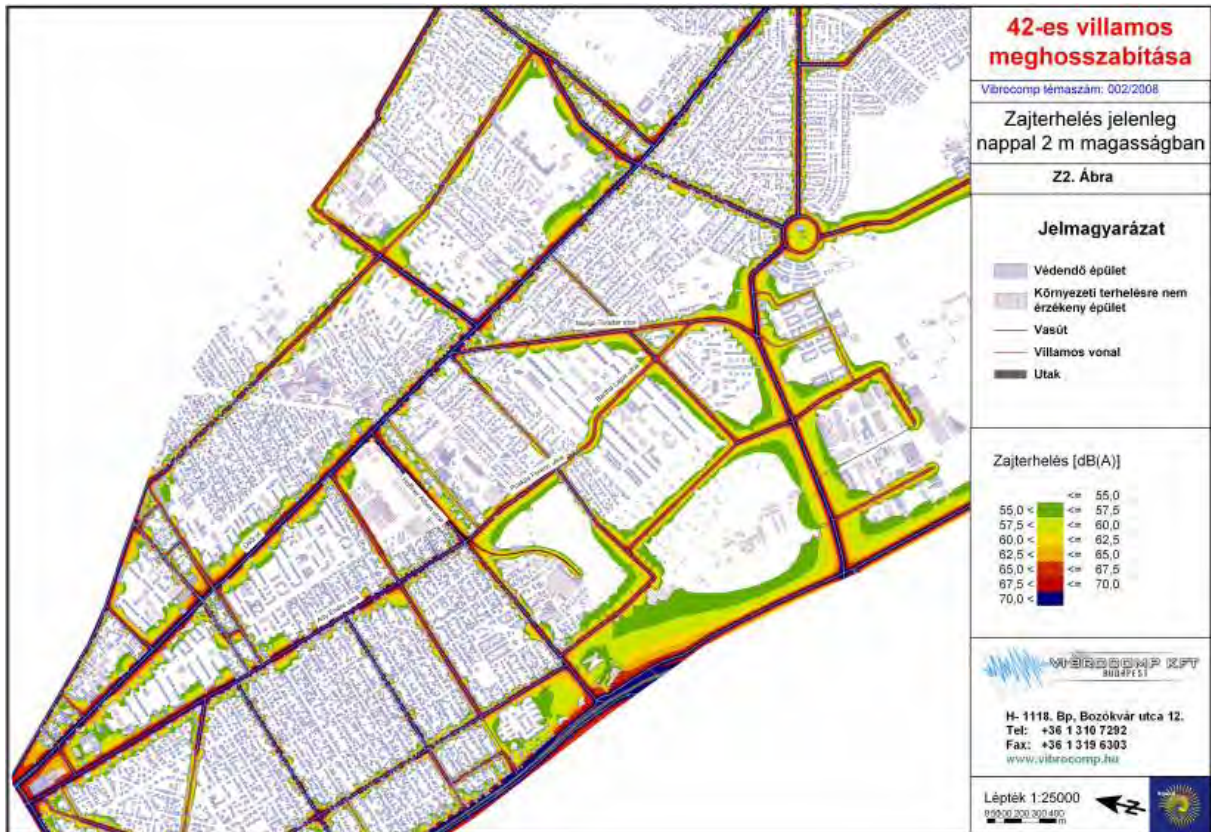 42-es villamos
meghosszabítása
Vibrocomp témaszám: 002/2008
Zajterhelés jelenleg
nappal 2 m magasságban
Z2. Ábra
Jelmagyarázat
Védendő épület
Környezeti terhelésre nem
érzékeny épület
Vasút
Villamos vonal
Utak
Zajterhelés [dB(A)]
<= 55,0
55,0 < <= 57,5
57,5 < <= 60,0
60,0 < <= 62,5
62,5 < <= 65,0
65,0 < <= 67,5
67,5 < <= 70,0
70,0 <
VIBROCOMP KFT
BUDAPEST
H- 1118. Bp, Bozókvár utca 12.
Tel: +36 1 310 7292
Fax: +36 1 319 6303
www.vibrocomp.hu
Lépték 1:25000
m
N